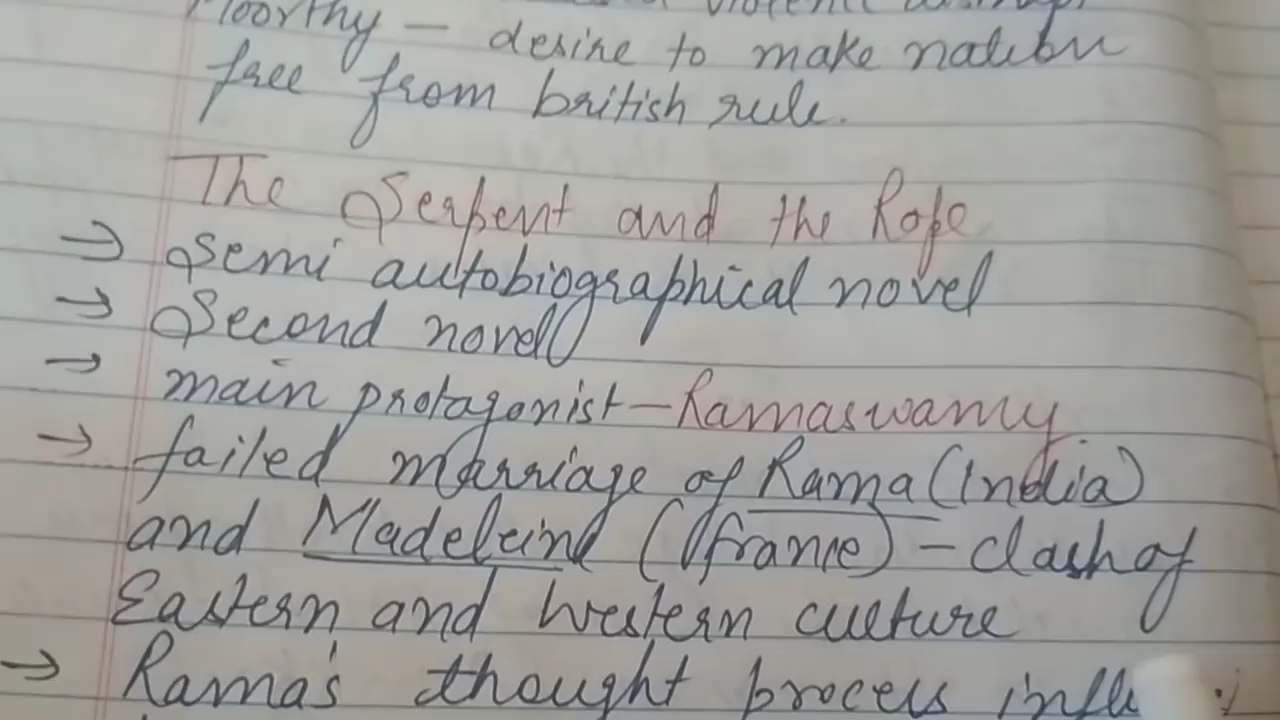 Moorthy - desire to make nation
free from british rule.
The Serpent and the Rope
→ Semi autobiographical novel
→ Second novel
→ main protagonist - Ramaswamy
→ failed marriage of Rama (India)
and Madeleine (france) - clash of
Eastern and western culture
→ Rama's thought process